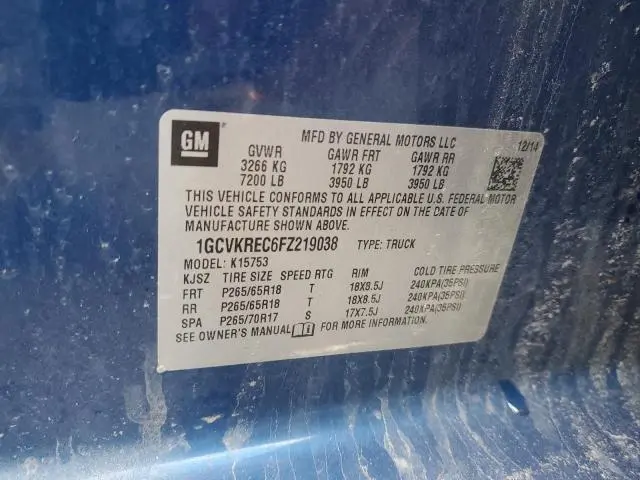 GM
MFD BY GENERAL MOTORS LLC 12/14
GVWR GAWR FRT GAWR RR
3266 KG 1792 KG 1792 KG
7200 LB 3950 LB 3950 LB
THIS VEHICLE CONFORMS TO ALL APPLICABLE U.S. FEDERAL MOTOR
VEHICLE SAFETY STANDARDS IN EFFECT ON THE DATE OF
MANUFACTURE SHOWN ABOVE.
1GCVKREC6FZ219038 TYPE: TRUCK
MODEL: K15753
KJSZ TIRE SIZE SPEED RTG RIM COLD TIRE PRESSURE
FRT P265/65R18 T 18X8.5J 240KPA(35PSI)
RR P265/65R18 T 18X8.5J 240KPA(35PSI)
SPA P265/70R17 S 17X7.5J 240KPA(35PSI)
SEE OWNER'S MANUAL FOR MORE INFORMATION.